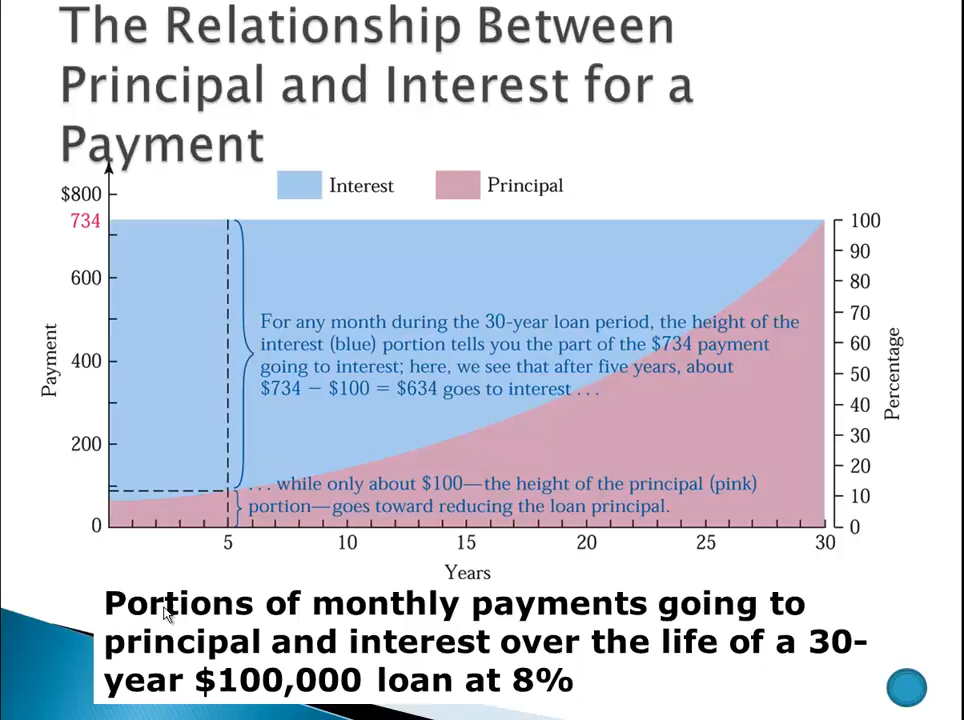 The Relationship Between
Principal and Interest for a
Payment
Interest
Principal
$800
734
600
400
200
0
Payment
100
90
80
70
60
50
40
30
20
10
0
Percentage
For any month during the 30-year loan period, the height of the
interest (blue) portion tells you the part of the $734 payment
going to interest; here, we see that after five years, about
$734 − $100 = $634 goes to interest . . .
. . . while only about $100—the height of the principal (pink)
portion—goes toward reducing the loan principal.
5
10
15
20
25
30
Years
Portions of monthly payments going to
principal and interest over the life of a 30-
year $100,000 loan at 8%